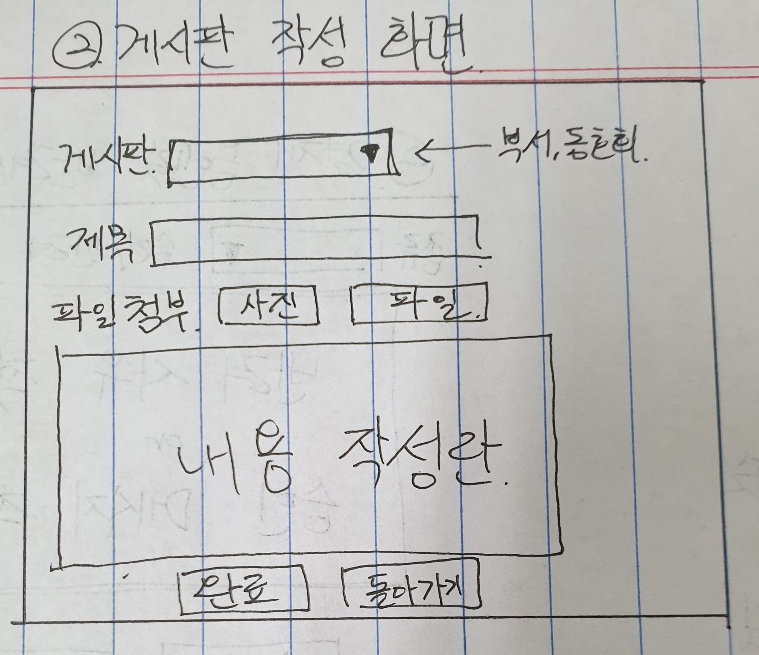 ② 게시판 작성 화면
게시판 ← 부서, 동호회.
제목
파일 첨부. 사진 파일.
내용 작성란.
완료 돌아가기